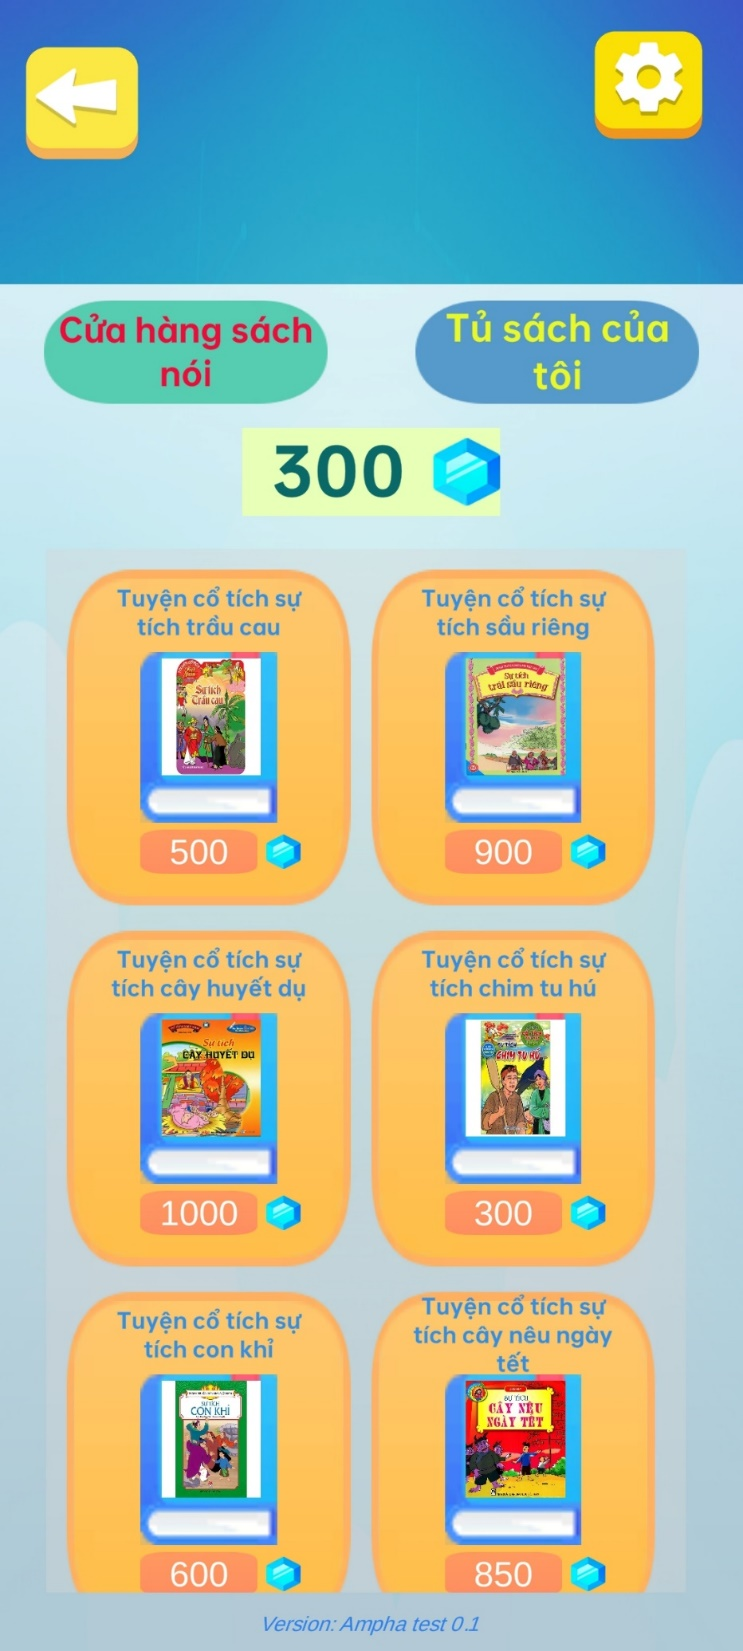 Cửa hàng sách
nói
Tủ sách của
tôi
300
Tuyện cổ tích sự
tích trầu cau
Sự tích
Trầu cau
500
Tuyện cổ tích sự
tích sầu riêng
Sự tích
trái sầu riêng
900
Tuyện cổ tích sự
tích cây huyết dụ
Sự tích
CÂY HUYẾT DỤ
1000
Tuyện cổ tích sự
tích chim tu hú
SỰ TÍCH
CHIM TU HÚ
300
Tuyện cổ tích sự
tích con khỉ
SỰ TÍCH
CON KHỈ
600
Tuyện cổ tích sự
tích cây nêu ngày
tết
SỰ TÍCH
CÂY NÊU
NGÀY TẾT
850
Version: Ampha test 0.1